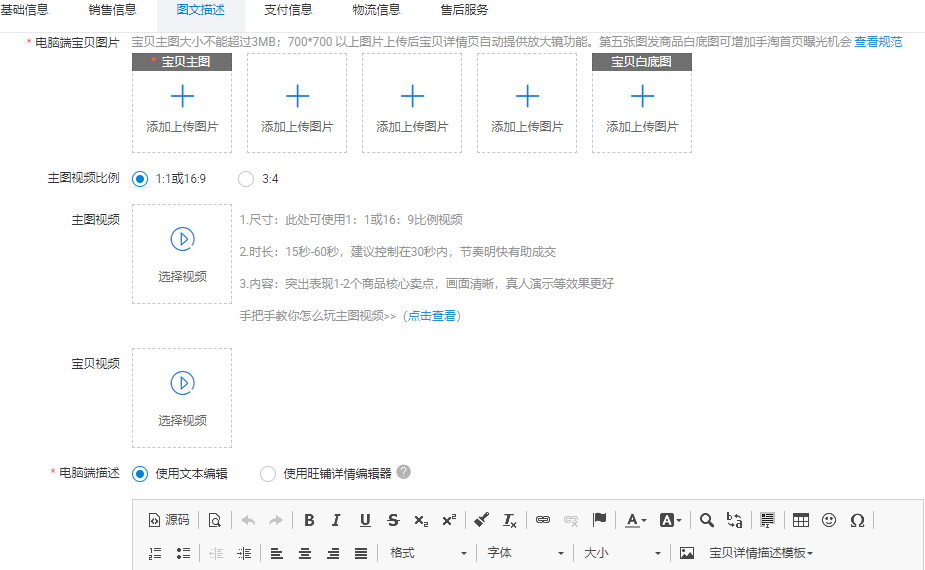 基础信息 销售信息 图文描述 支付信息 物流信息 售后服务
* 电脑端宝贝图片 宝贝主图大小不能超过3MB；700*700 以上图片上传后宝贝详情页自动提供放大镜功能。第五张图发商品白底图可增加手淘首页曝光机会 查看规范
* 宝贝主图 宝贝白底图
添加上传图片 添加上传图片 添加上传图片 添加上传图片 添加上传图片
主图视频比例 1:1或16:9 3:4
主图视频 1.尺寸：此处可使用1：1或16：9比例视频
2.时长：15秒-60秒，建议控制在30秒内，节奏明快有助成交
选择视频 3.内容：突出表现1-2个商品核心卖点，画面清晰，真人演示等效果更好
手把手教你怎么玩主图视频>>（点击查看）
宝贝视频
选择视频
* 电脑端描述 使用文本编辑 使用旺铺详情编辑器 ?
源码 B I U S x₂ x² Ix A A Ω
格式 字体 大小 宝贝详情描述模板